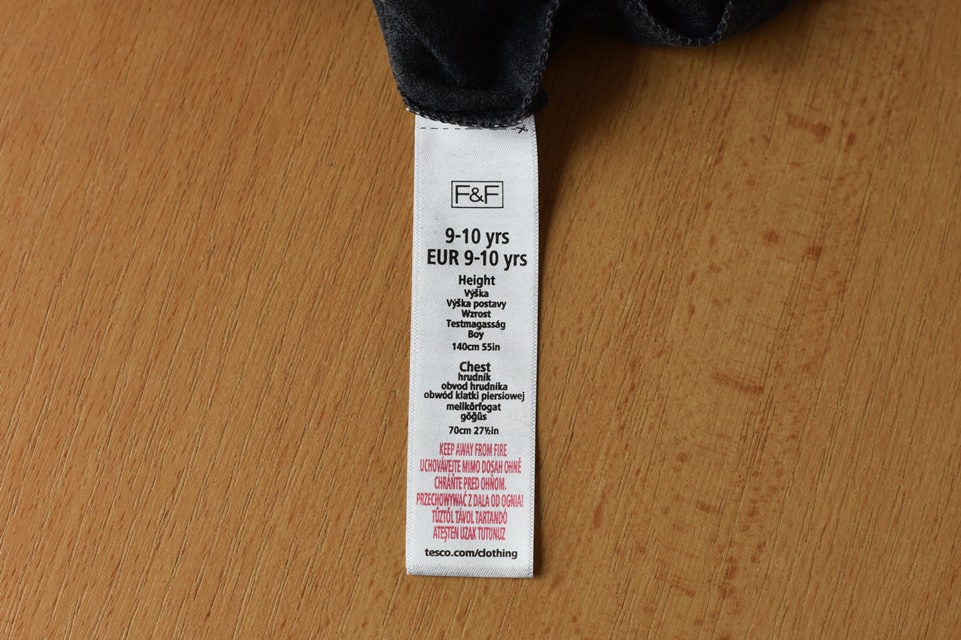 F&F
9-10 yrs
EUR 9-10 yrs
Height
Výška
Výška postavy
Wzrost
Testmagasság
Boy
140cm 55in
Chest
hrudník
obvod hrudníka
obwód klatki piersiowej
mellkőrfogat
göğüs
70cm 27½in
KEEP AWAY FROM FIRE
UCHOVÁVEJTE MIMO DOSAH OHNĚ
CHRÁŇTE PRED OHŇOM.
PRZECHOWYWAĆ Z DALA OD OGNIA!
TŰZTŐL TÁVOL TARTANDÓ
ATEŞTEN UZAK TUTUNUZ
tesco.com/clothing